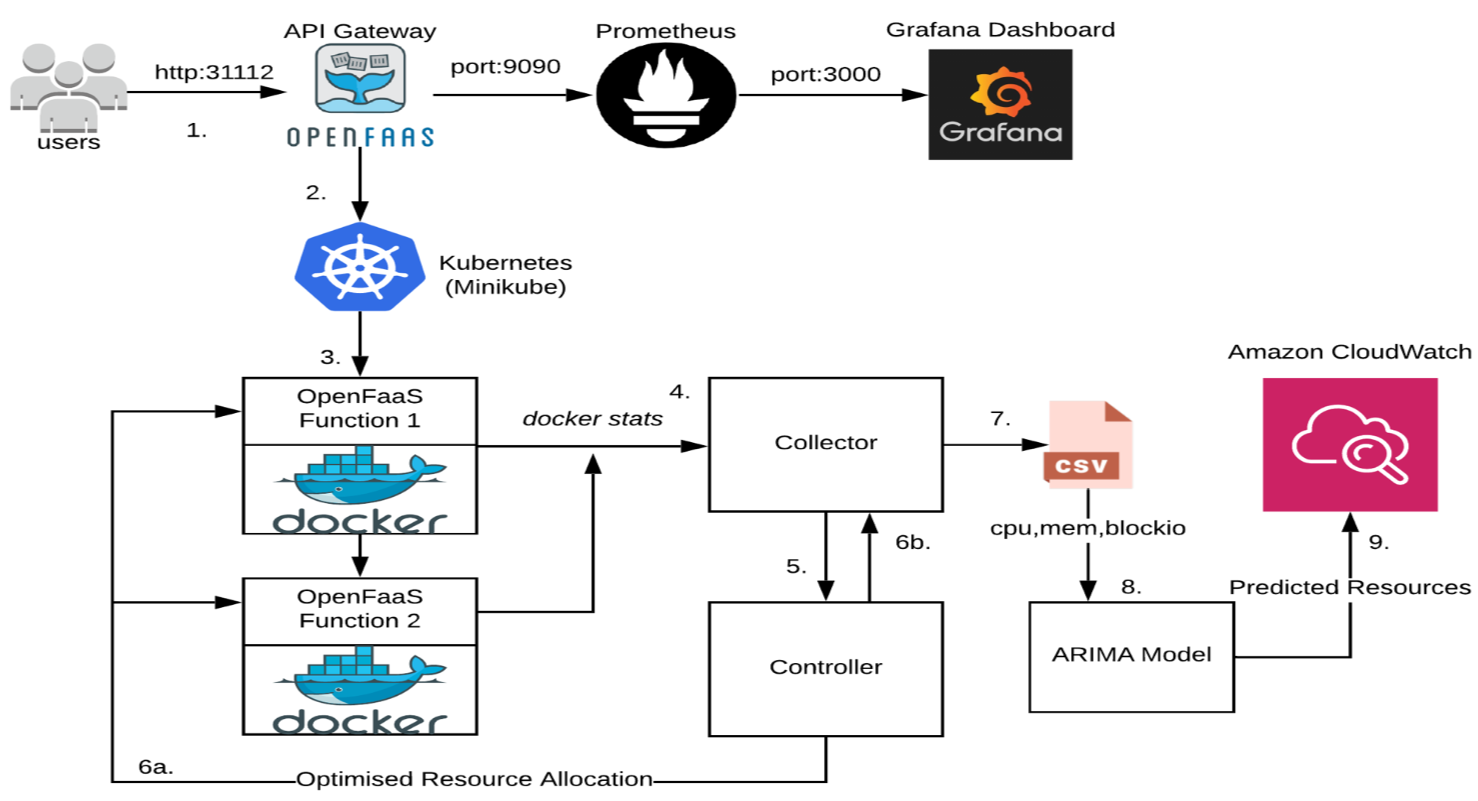 API Gateway
Prometheus
Grafana Dashboard
http:31112
port:9090
port:3000
1.
users
OPENFAAS
Grafana
2.
Kubernetes
(Minikube)
3.
OpenFaaS
Function 1
docker
docker stats
4.
Collector
7.
CSV
Amazon CloudWatch
cpu,mem,blockio
OpenFaaS
Function 2
docker
5.
6b.
Controller
8.
ARIMA Model
9.
Predicted Resources
6a.
Optimised Resource Allocation